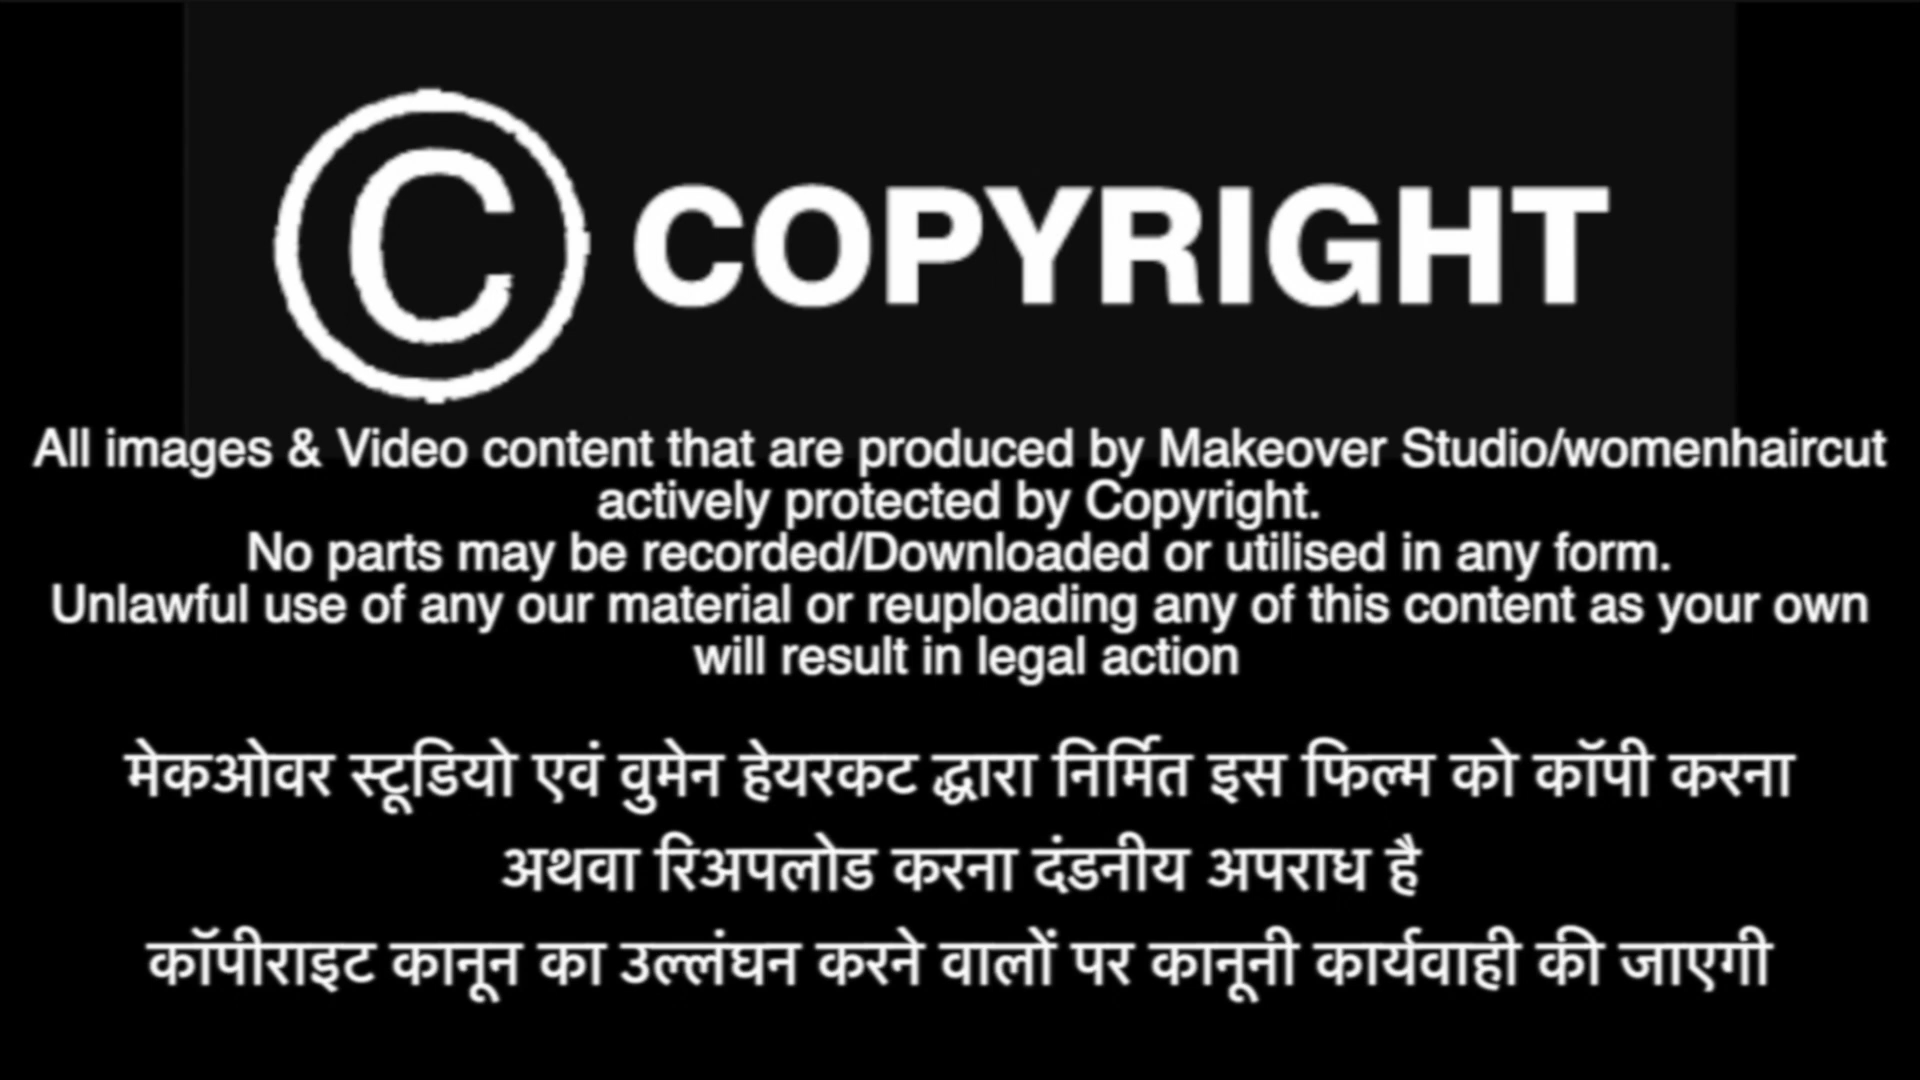 © COPYRIGHT
All images & Video content that are produced by Makeover Studio/womenhaircut
actively protected by Copyright.
No parts may be recorded/Downloaded or utilised in any form.
Unlawful use of any our material or reuploading any of this content as your own
will result in legal action
मेकओवर स्टूडियो एवं वुमेन हेयरकट द्धारा निर्मित इस फिल्म को कॉपी करना
अथवा रिअपलोड करना दंडनीय अपराध है
कॉपीराइट कानून का उल्लंघन करने वालों पर कानूनी कार्यवाही की जाएगी